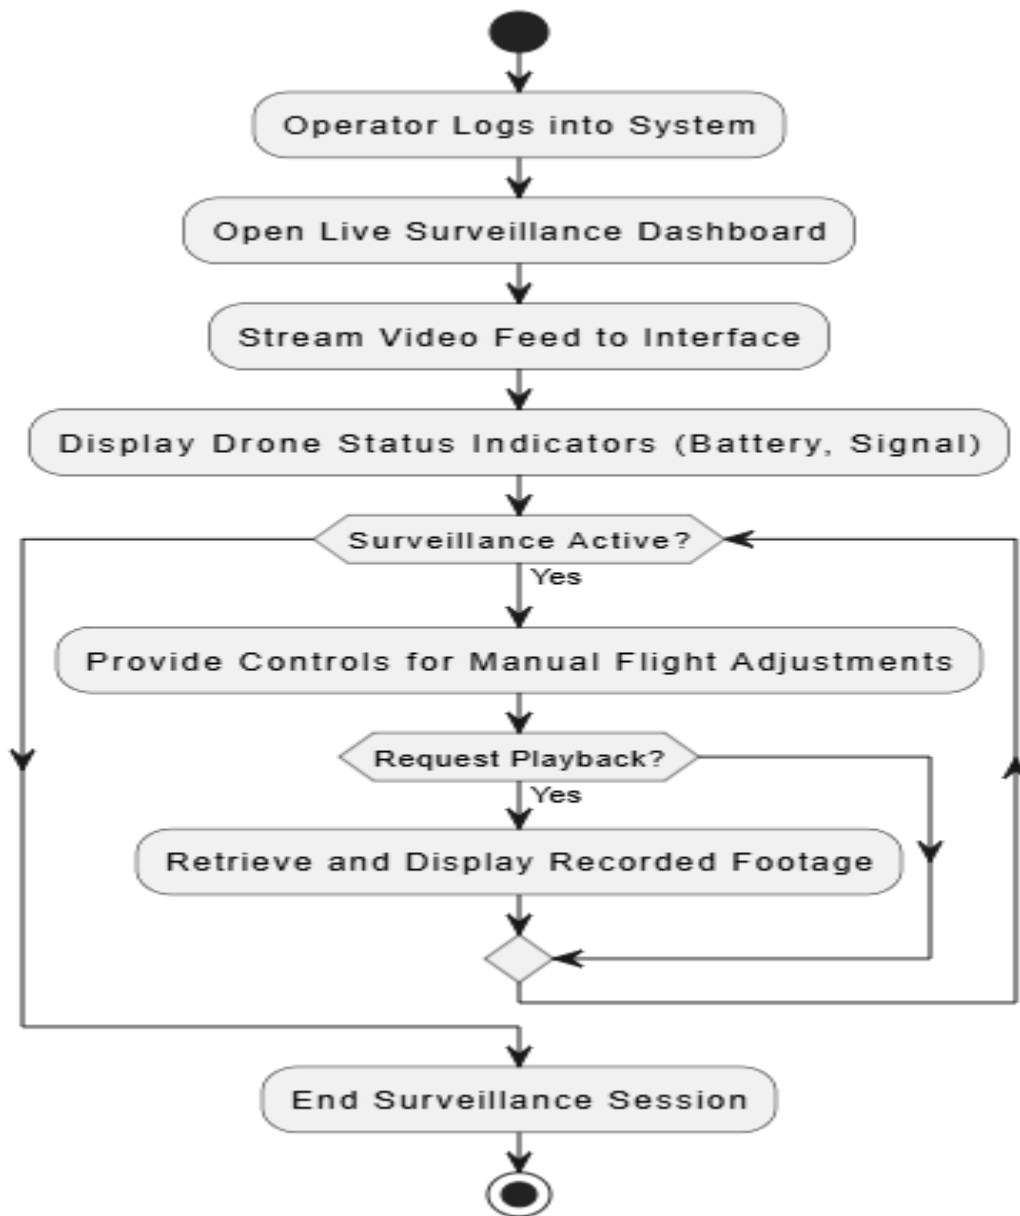 Operator Logs into System
Open Live Surveillance Dashboard
Stream Video Feed to Interface
Display Drone Status Indicators (Battery, Signal)
Surveillance Active?
Yes
Provide Controls for Manual Flight Adjustments
Request Playback?
Yes
Retrieve and Display Recorded Footage
End Surveillance Session